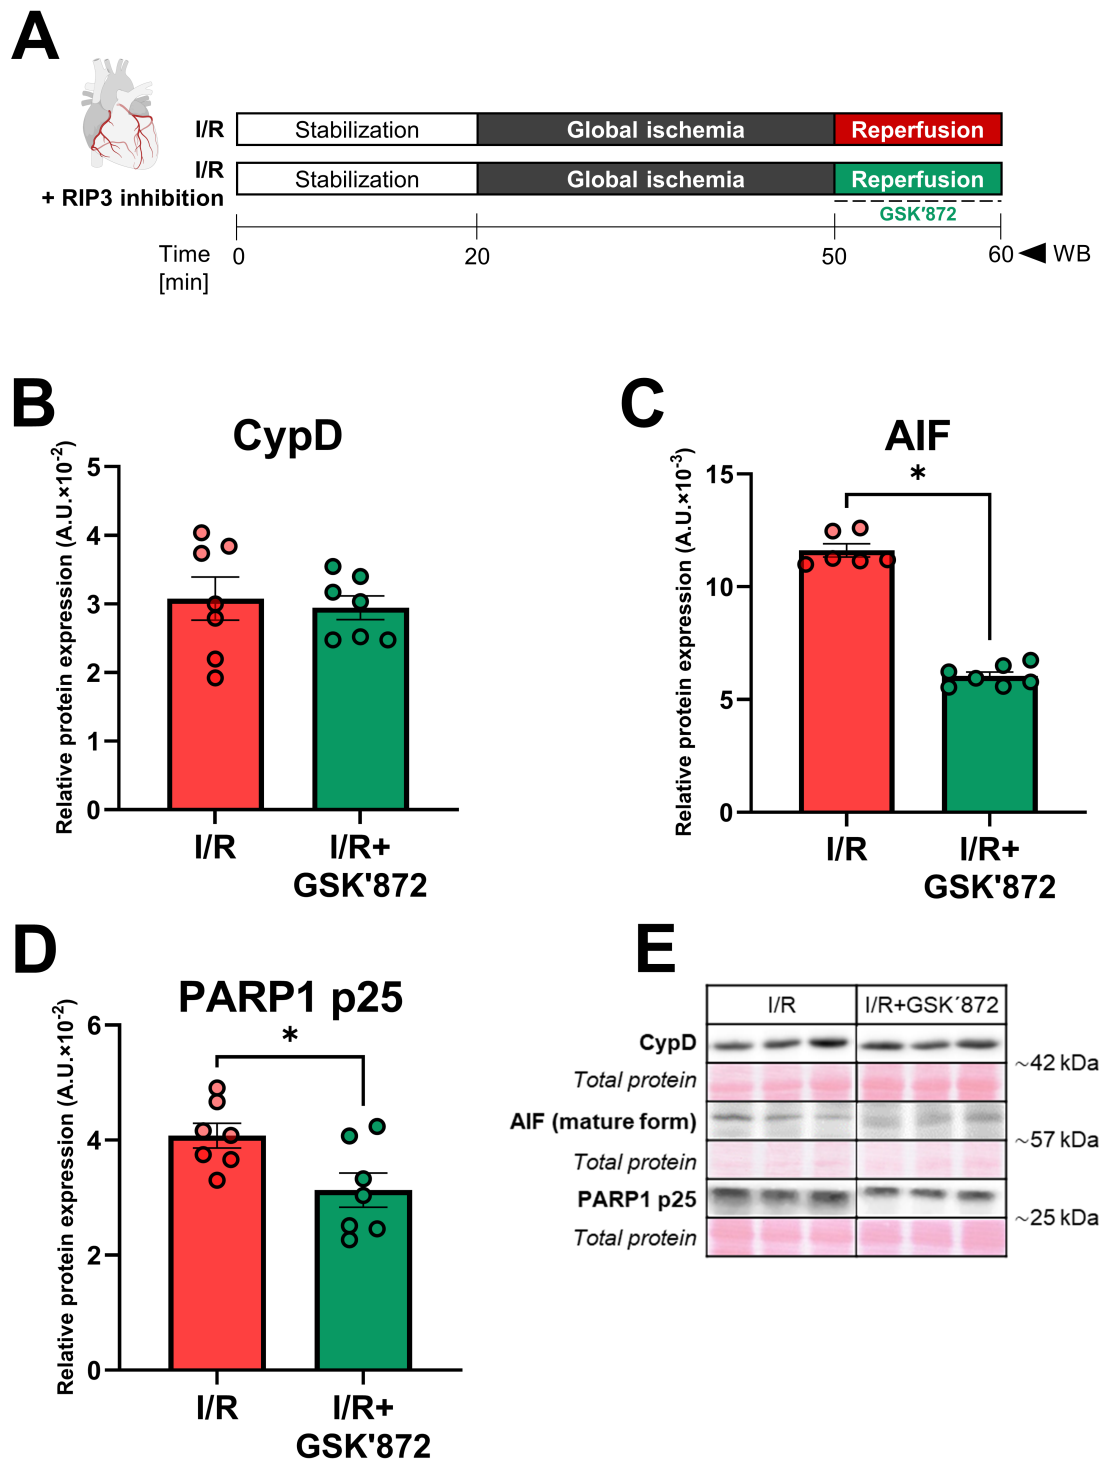 A
I/R
Stabilization
Global ischemia
Reperfusion
I/R
+ RIP3 inhibition
Stabilization
Global ischemia
Reperfusion
GSK'872
Time
[min]
0
20
50
60
WB
B
CypD
Relative protein expression (A.U.×10⁻²)
5
4
3
2
1
0
I/R
I/R+
GSK'872
C
AIF
*
Relative protein expression (A.U.×10⁻³)
15
10
5
0
I/R
I/R+
GSK'872
D
PARP1 p25
*
Relative protein expression (A.U.×10⁻²)
6
4
2
0
I/R
I/R+
GSK'872
E
I/R
I/R+GSK´872
CypD
~42 kDa
Total protein
AIF (mature form)
~57 kDa
Total protein
PARP1 p25
~25 kDa
Total protein